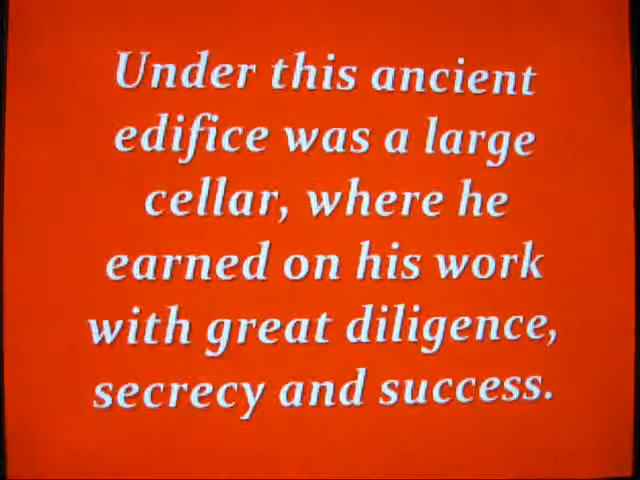 Under this ancient
edifice was a large
cellar, where he
earned on his work
with great diligence,
secrecy and success.